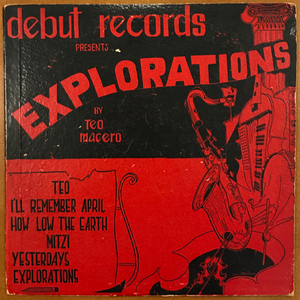 debut records
PRESENTS
EXPLORATIONS
BY
TEO
macero
TEO
I'LL REMEMBER APRIL
HOW LOW THE EARTH
MITZI
YESTERDAYS
EXPLORATIONS